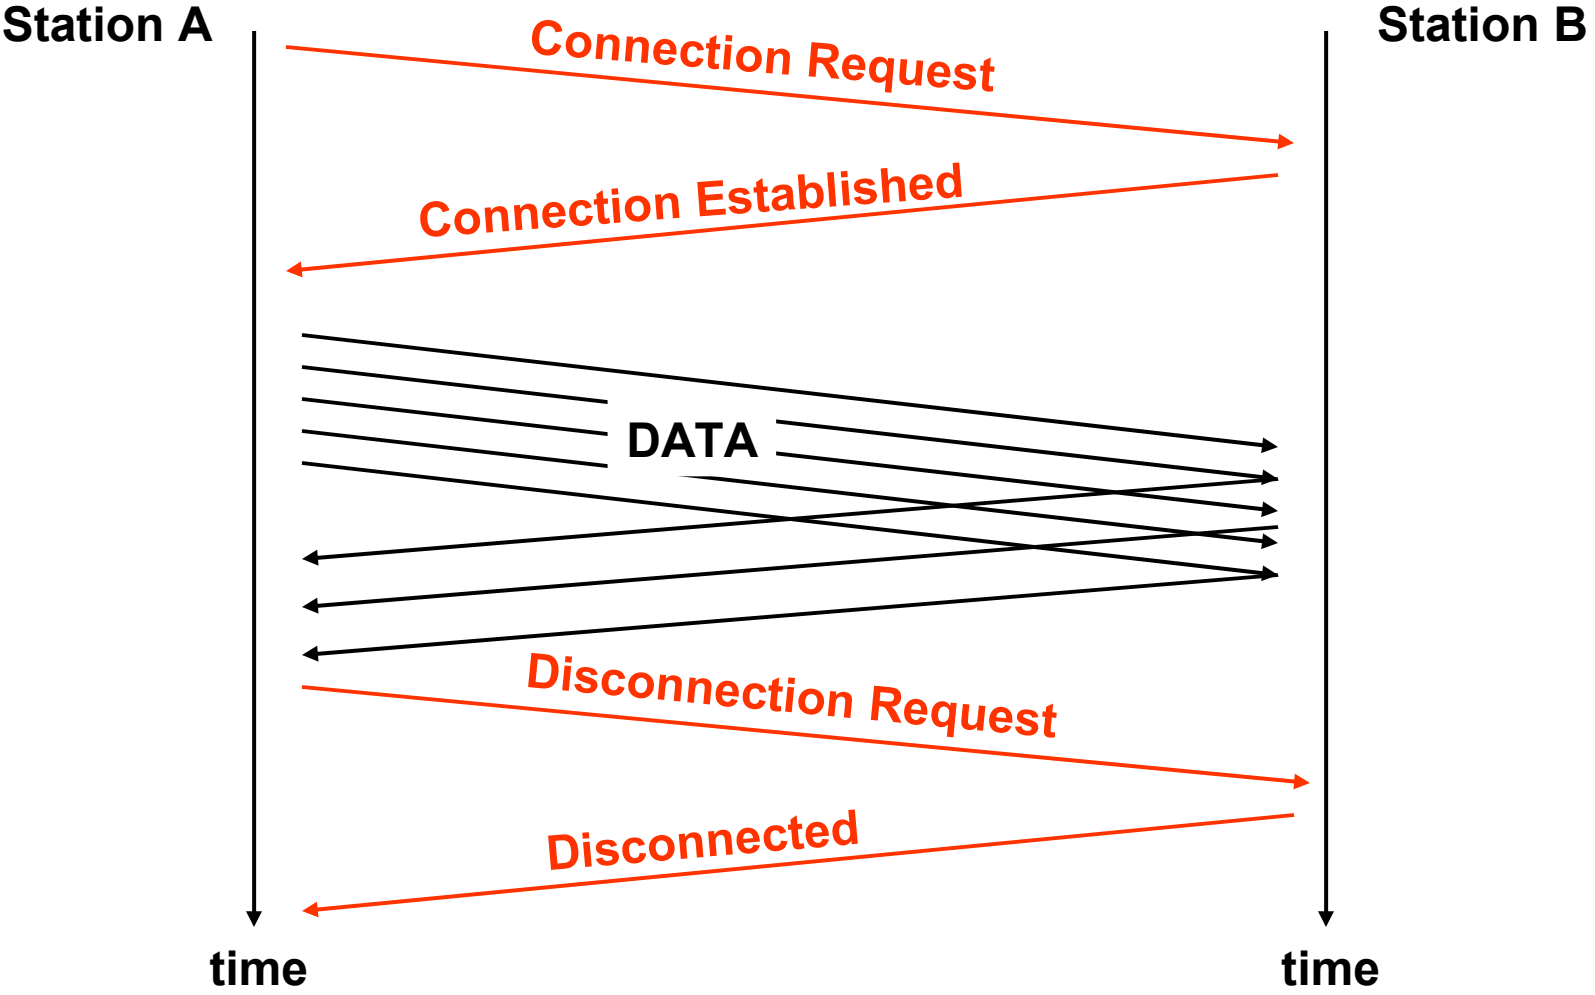 Station A
Station B
Connection Request
Connection Established
DATA
Disconnection Request
Disconnected
time
time